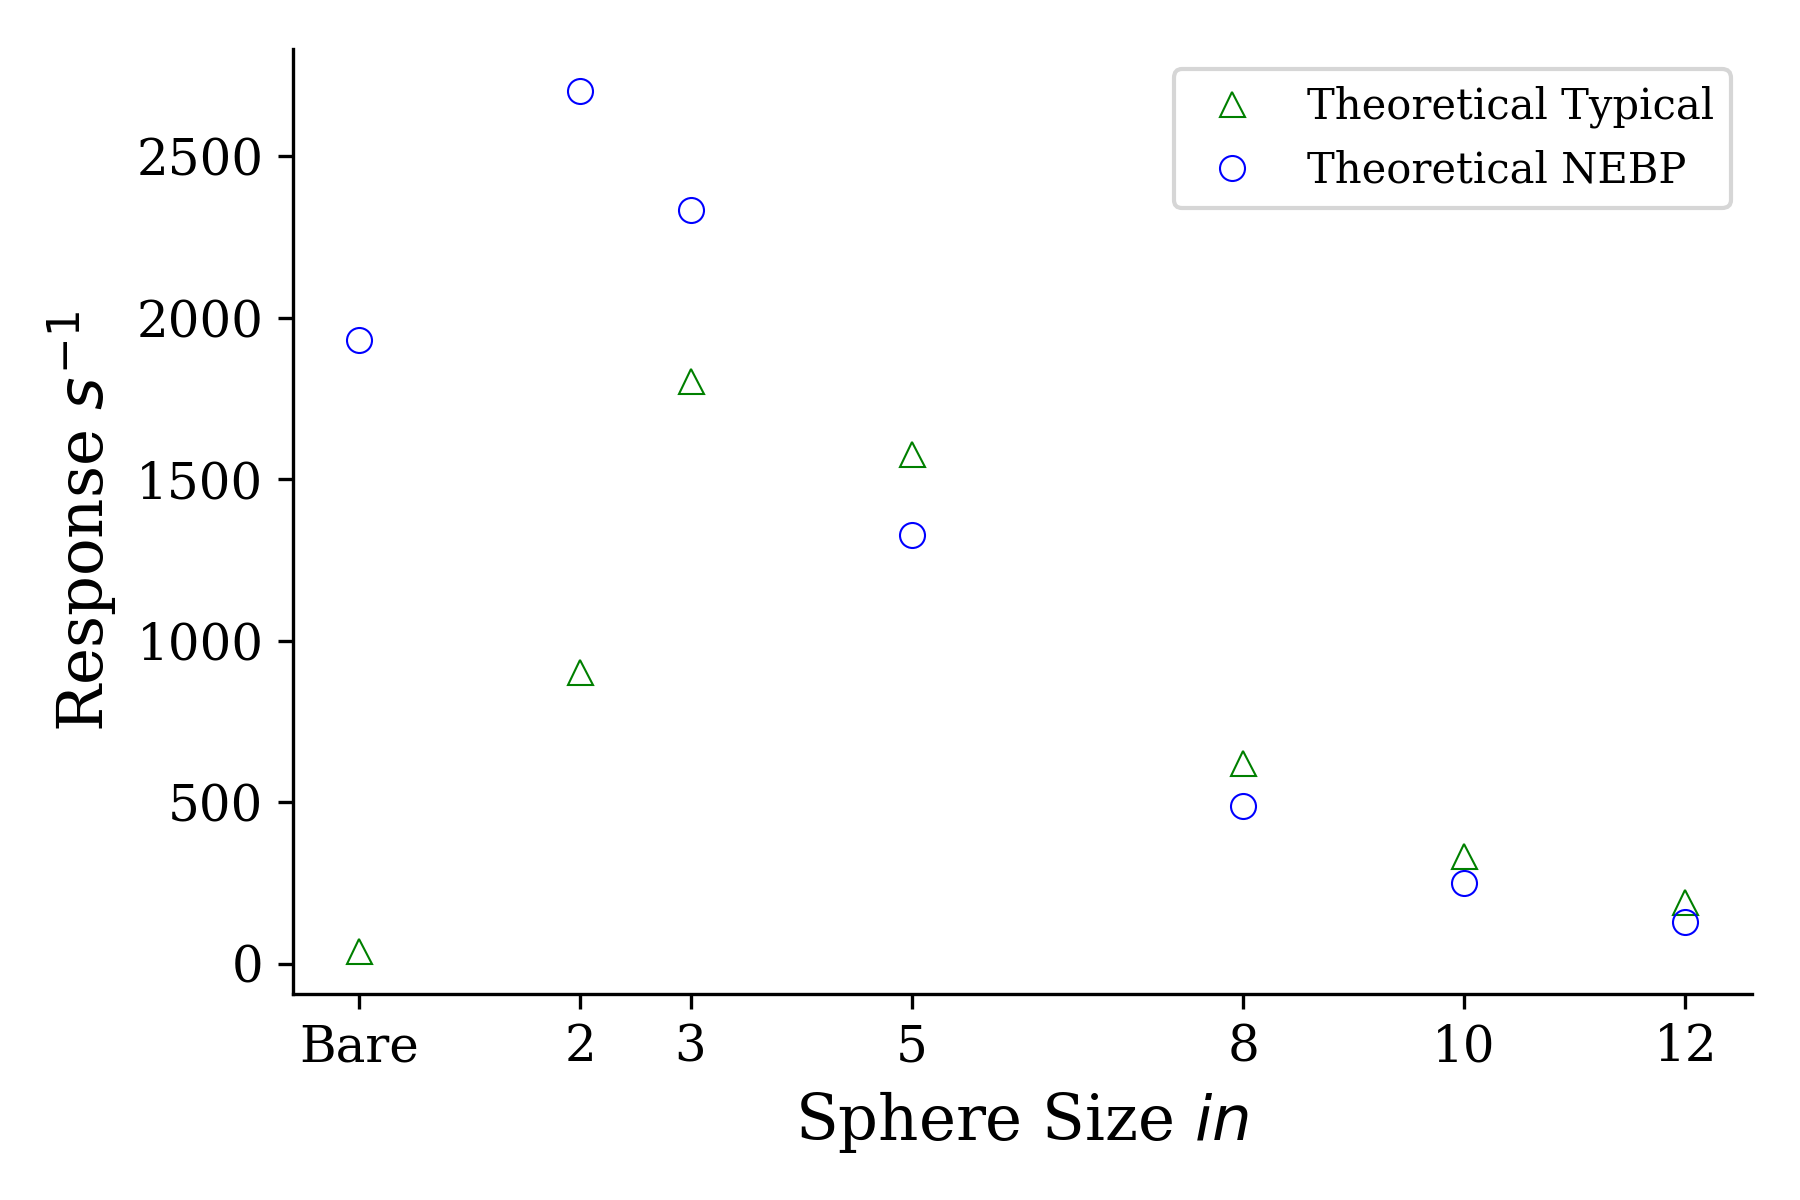 Theoretical Typical
Theoretical NEBP
Response s⁻¹
2500
2000
1500
1000
500
0
Bare 2 3 5 8 10 12
Sphere Size in